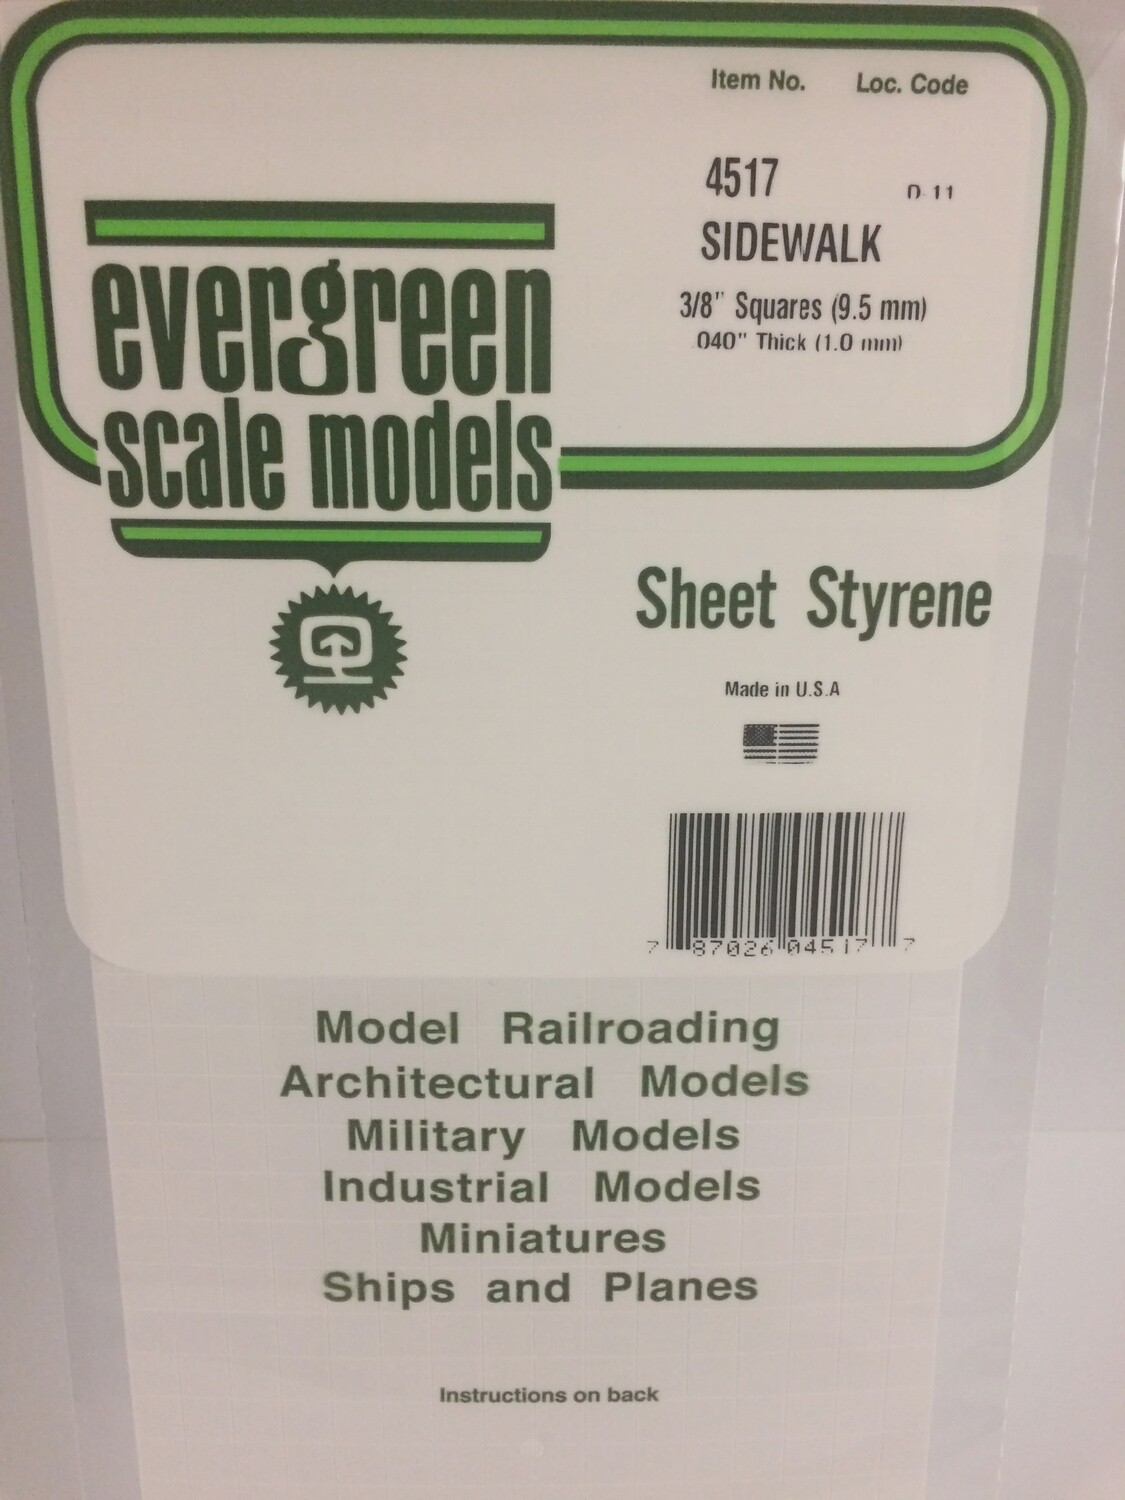 Item No. Loc. Code
4517 D 11
SIDEWALK
3/8" Squares (9.5 mm)
.040" Thick (1.0 mm)
evergreen
scale models
Sheet Styrene
Made in U.S.A
7 87026 04517 7
Model Railroading
Architectural Models
Military Models
Industrial Models
Miniatures
Ships and Planes
Instructions on back